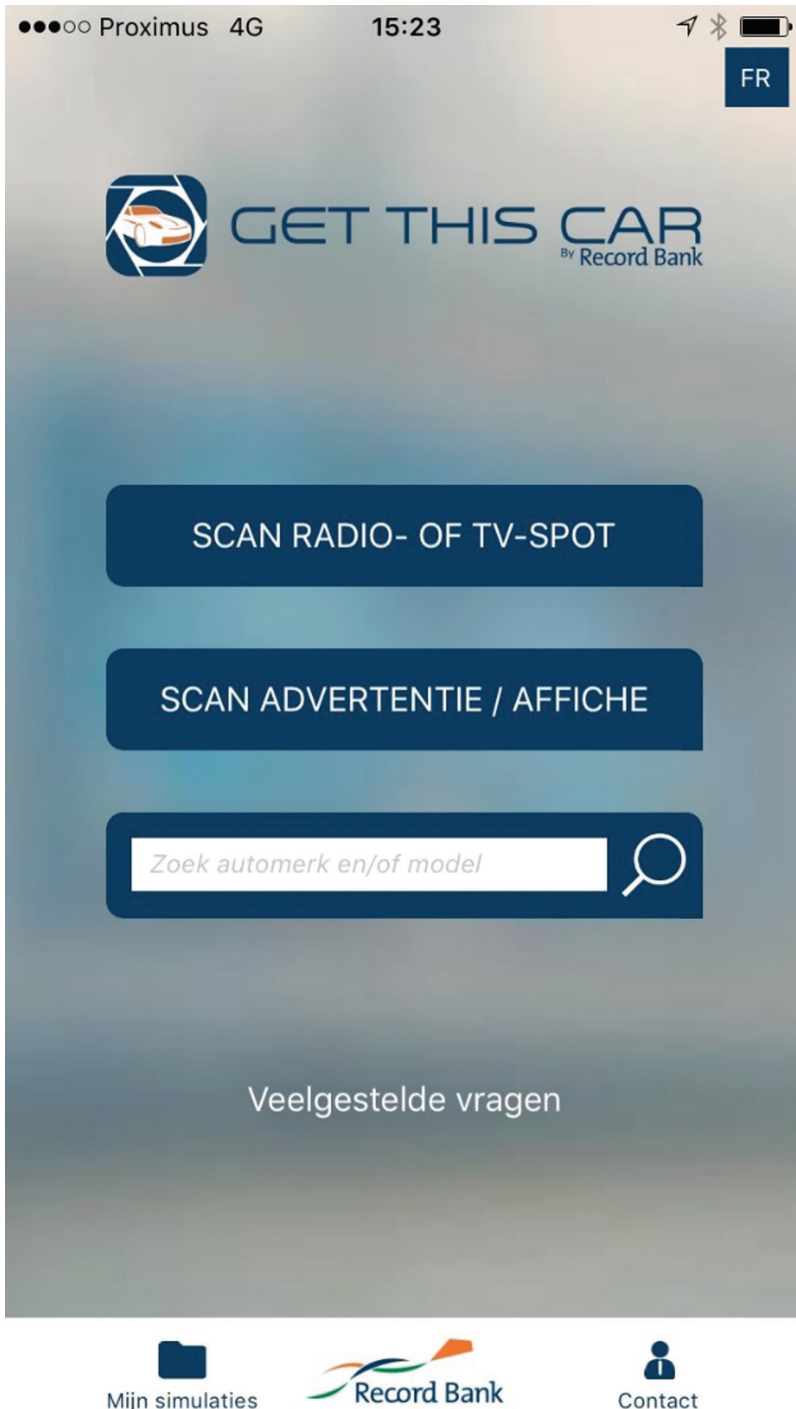 Proximus 4G 15:23
FR
GET THIS CAR
By Record Bank
SCAN RADIO- OF TV-SPOT
SCAN ADVERTENTIE / AFFICHE
Zoek automerk en/of model
Veelgestelde vragen
Mijn simulaties
Record Bank
Contact